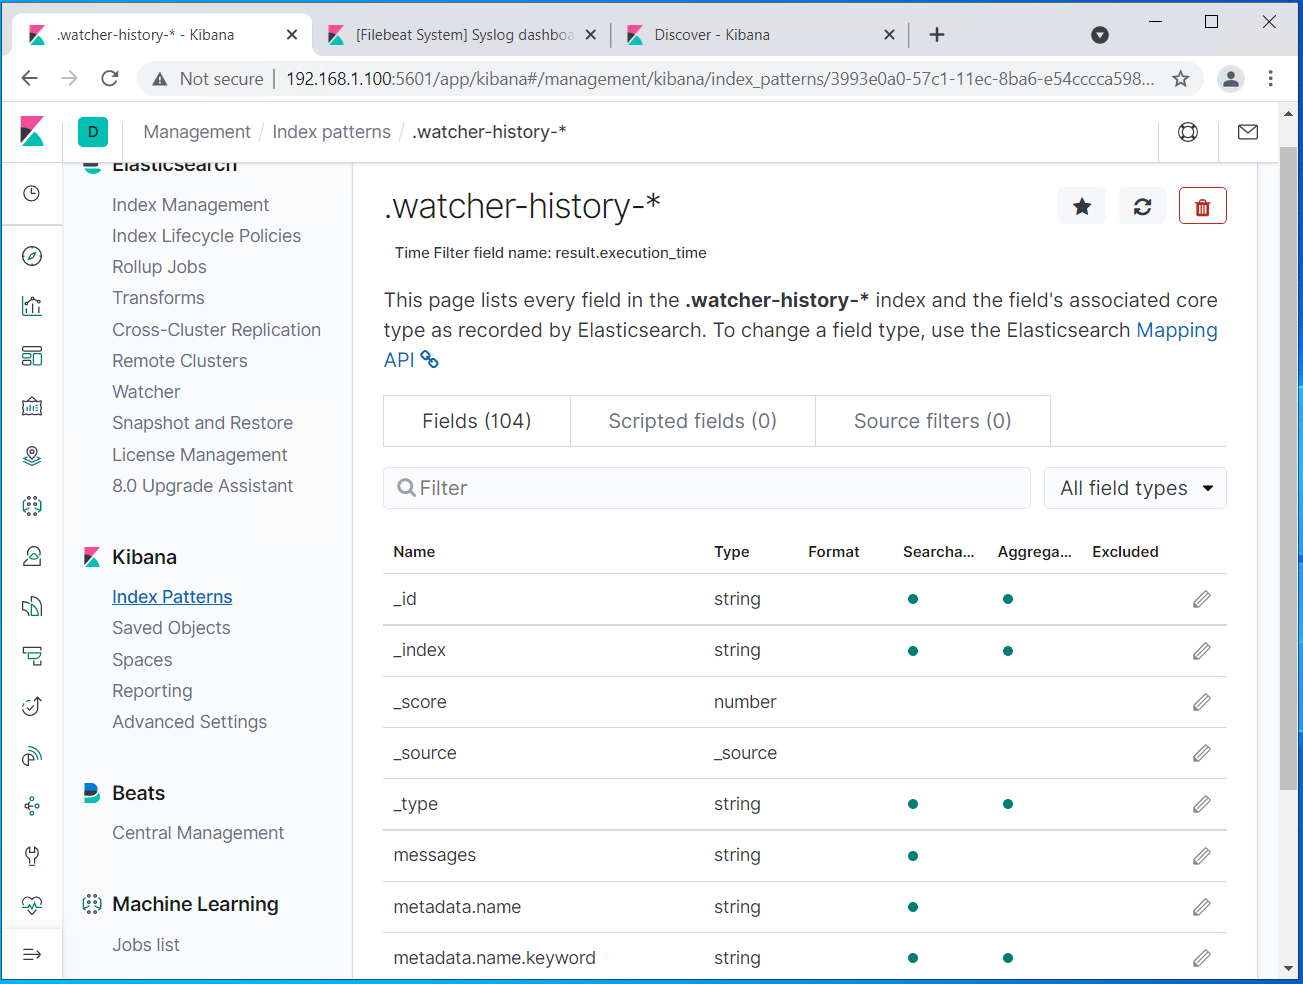 .watcher-history-* - Kibana
[Filebeat System] Syslog dashboa
Discover - Kibana
Not secure
192.168.1.100:5601/app/kibana#/management/kibana/index_patterns/3993e0a0-57c1-11ec-8ba6-e54cccca598...
D
Management / Index patterns / .watcher-history-*
Elasticsearch
Index Management
Index Lifecycle Policies
Rollup Jobs
Transforms
Cross-Cluster Replication
Remote Clusters
Watcher
Snapshot and Restore
License Management
8.0 Upgrade Assistant
Kibana
Index Patterns
Saved Objects
Spaces
Reporting
Advanced Settings
Beats
Central Management
Machine Learning
Jobs list
.watcher-history-*
Time Filter field name: result.execution_time
This page lists every field in the .watcher-history-* index and the field's associated core
type as recorded by Elasticsearch. To change a field type, use the Elasticsearch Mapping
API
Fields (104)
Scripted fields (0)
Source filters (0)
Filter
All field types
Name Type Format Searcha... Aggrega... Excluded
_id string
_index string
_score number
_source _source
_type string
messages string
metadata.name string
metadata.name.keyword string